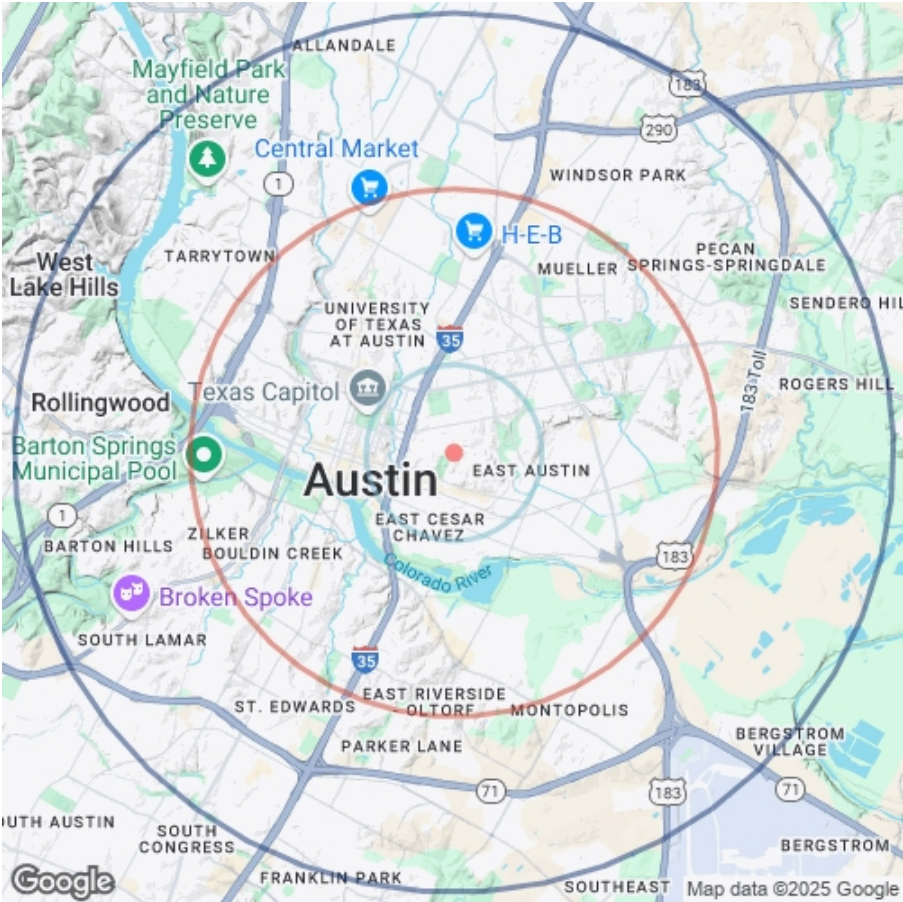 ALLANDALE
Mayfield Park
and Nature
Preserve
183
290
Central Market
1
WINDSOR PARK
H-E-B
TARRYTOWN
PECAN
SPRINGS-SPRINGDALE
MUELLER
West
Lake Hills
SENDERO HIL
UNIVERSITY
OF TEXAS
AT AUSTIN
35
183 Toll
Texas Capitol
ROGERS HILL
Rollingwood
Barton Springs
Municipal Pool
Austin
EAST AUSTIN
1
EAST CESAR
CHAVEZ
ZILKER
BARTON HILLS
BOULDIN CREEK
183
Colorado River
Broken Spoke
SOUTH LAMAR
35
EAST RIVERSIDE
- OLTORF
ST. EDWARDS
MONTOPOLIS
PARKER LANE
BERGSTROM
VILLAGE
71
183
71
OUTH AUSTIN
SOUTH
CONGRESS
BERGSTROM
FRANKLIN PARK
SOUTHEAST
Google
Map data ©2025 Google